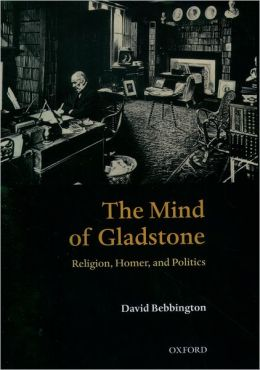 The Mind
of Gladstone
Religion, Homer, and Politics
David Bebbington
OXFORD